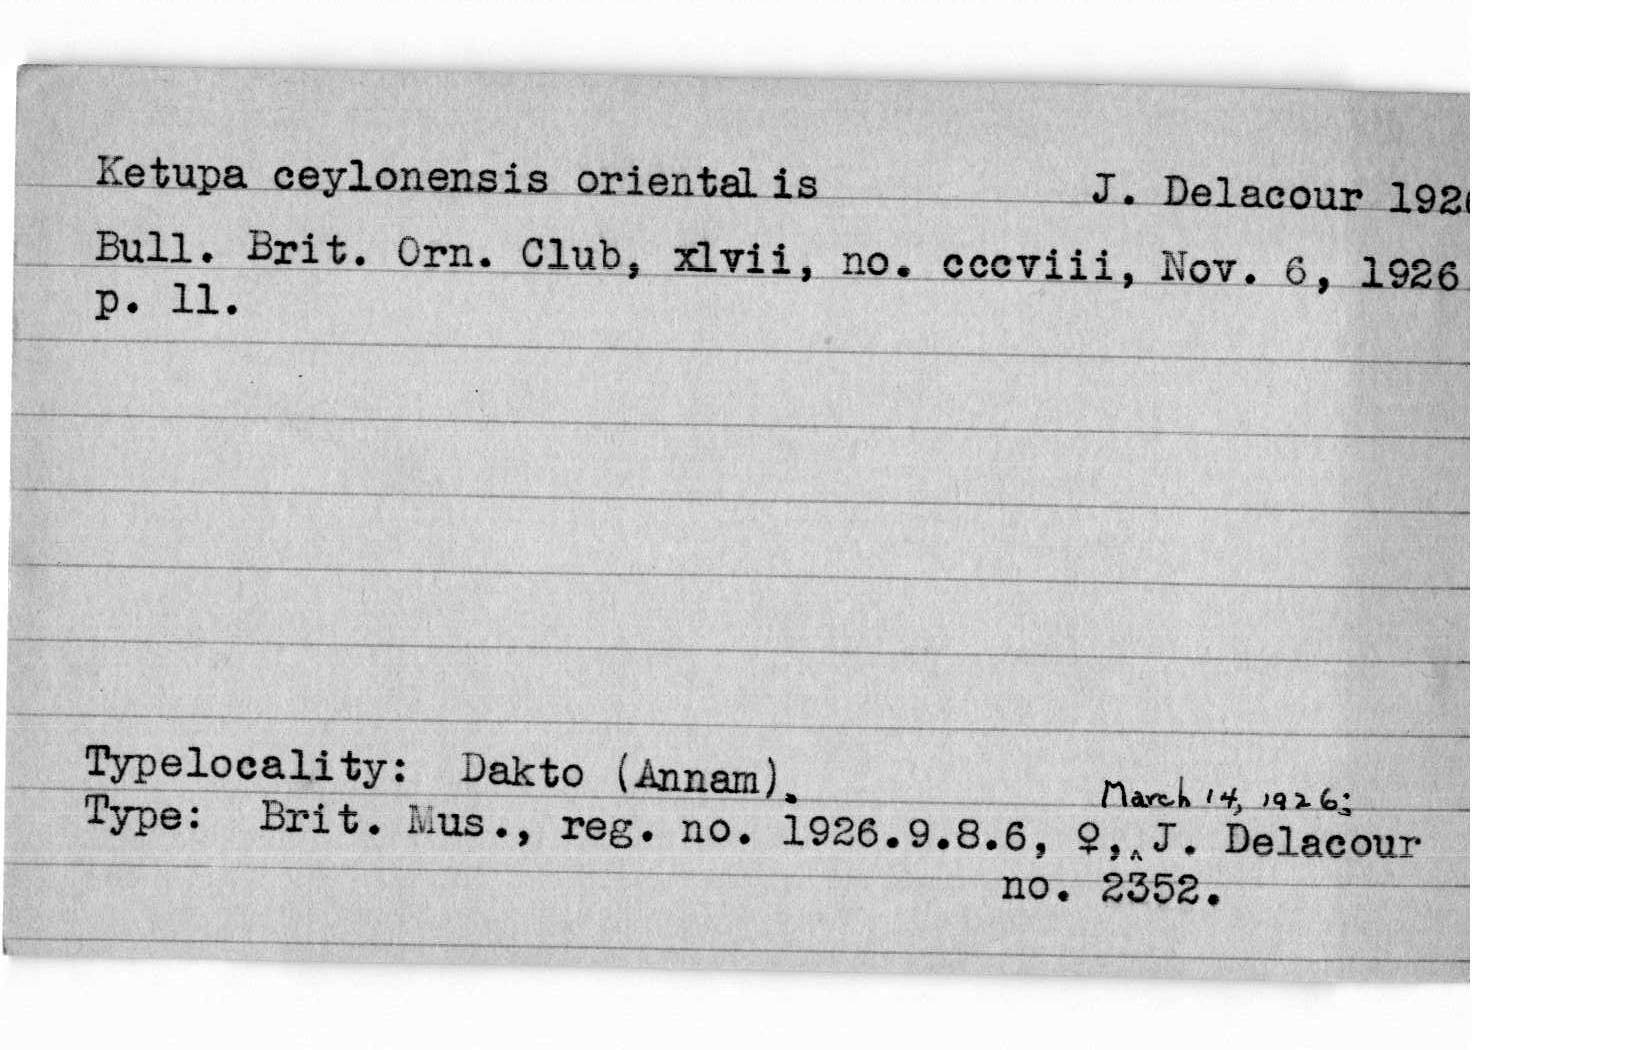 Ketupa ceylonensis orientalis J. Delacour 1926
Bull. Brit. Orn. Club, xlvii, no. cccviii, Nov. 6, 1926
p. 11.
Typelocality: Dakto (Annam).
March 14, 1926;
Type: Brit. Mus., reg. no. 1926.9.8.6, ♀,‸J. Delacour
no. 2352.